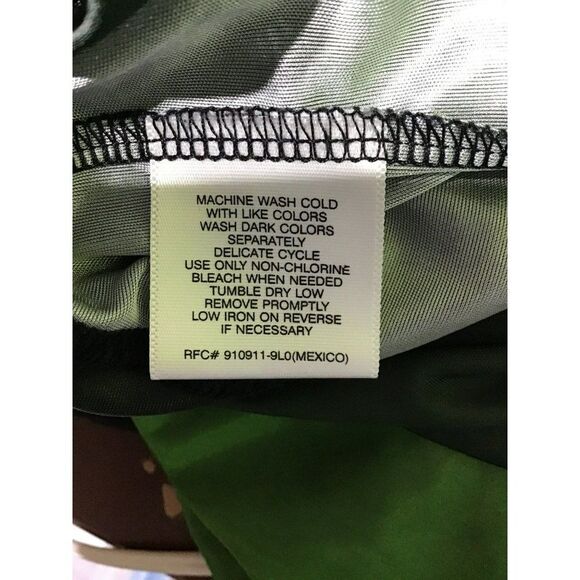 MACHINE WASH COLD
WITH LIKE COLORS
WASH DARK COLORS
SEPARATELY
DELICATE CYCLE
USE ONLY NON-CHLORINE
BLEACH WHEN NEEDED
TUMBLE DRY LOW
REMOVE PROMPTLY
LOW IRON ON REVERSE
IF NECESSARY
RFC# 910911-9L0(MEXICO)